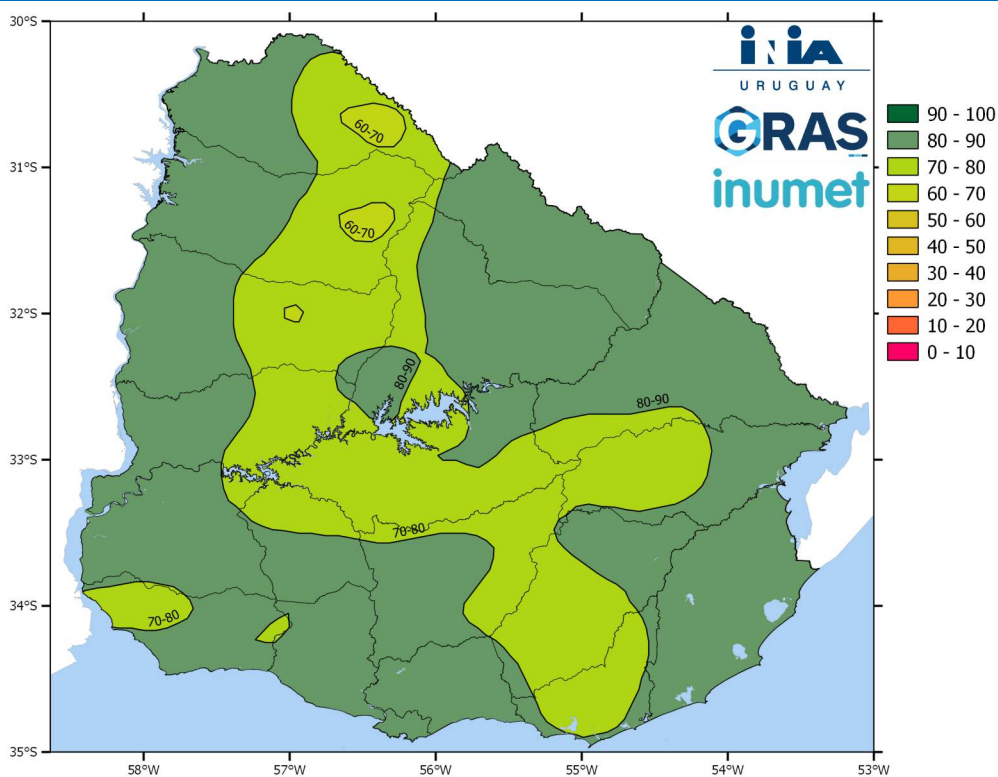 30°S
31°S
32°S
33°S
34°S
35°S
58°W
57°W
56°W
55°W
54°W
53°W
60-70
60-70
80-90
80-90
70-80
70-80
iNiA
URUGUAY
GRAS
inumet
90 - 100
80 - 90
70 - 80
60 - 70
50 - 60
40 - 50
30 - 40
20 - 30
10 - 20
0 - 10